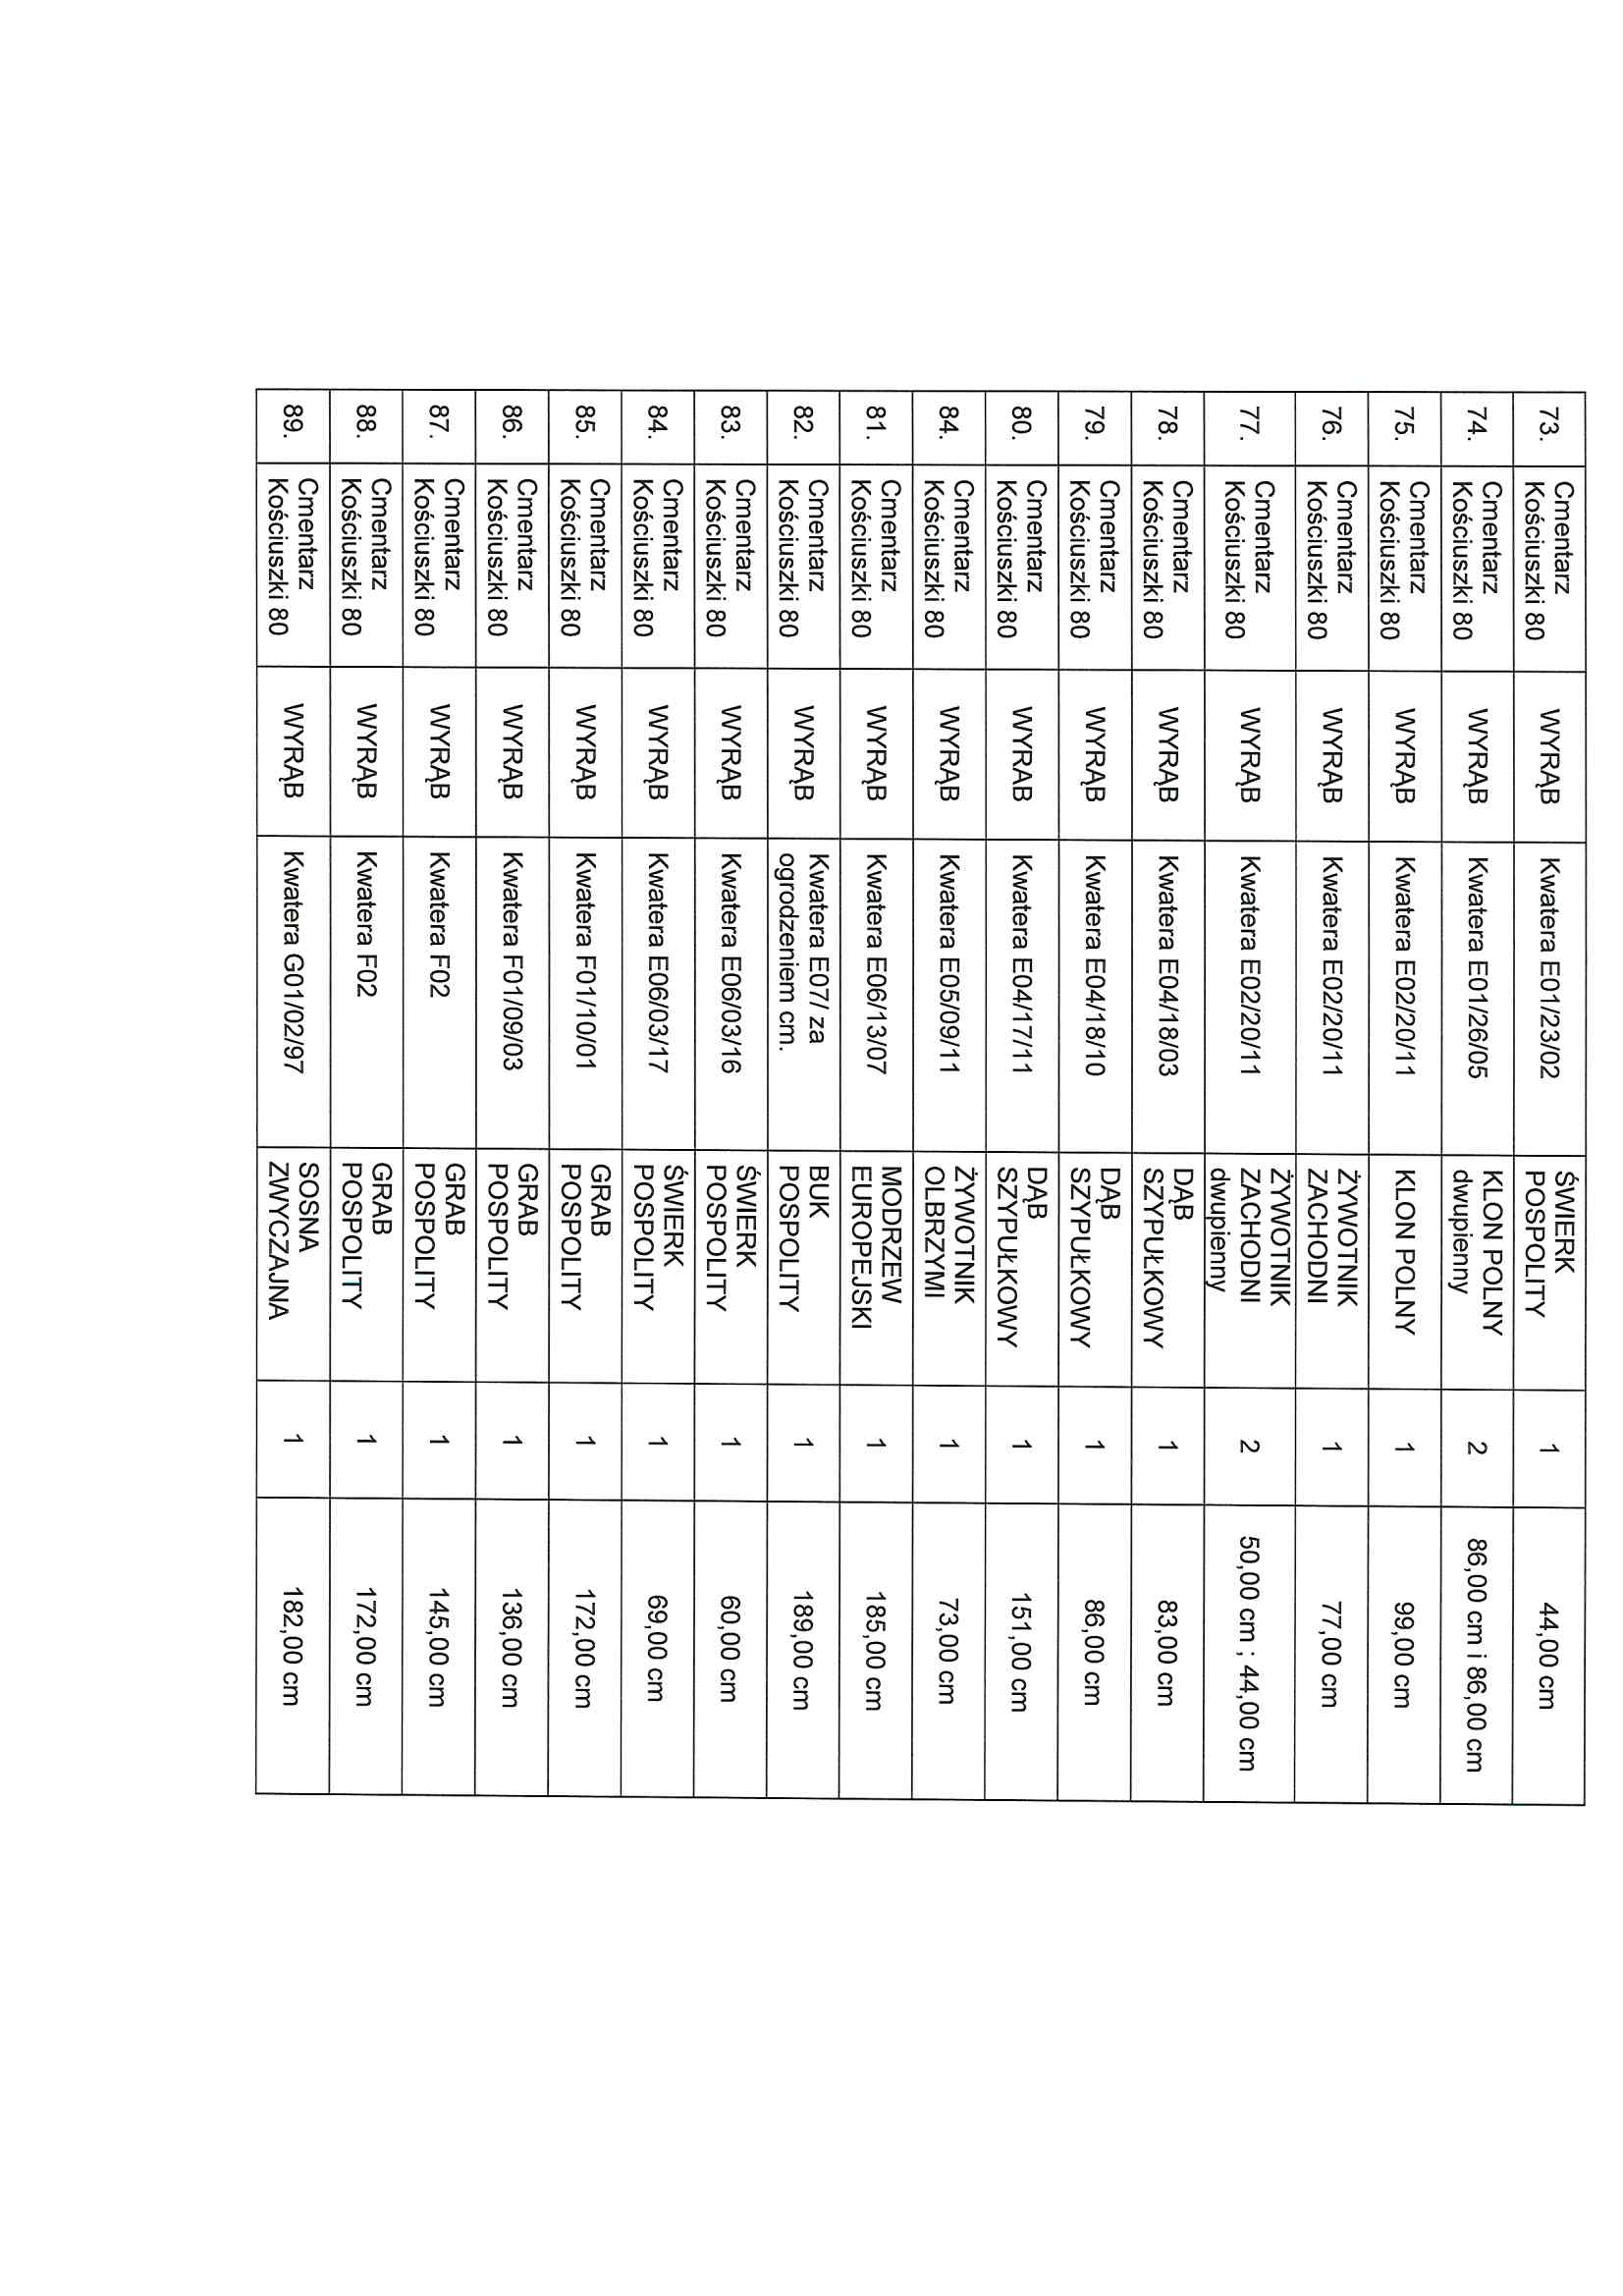 73. Cmentarz Kościuszki 80 WYRĄB Kwatera E01/23/02 ŚWIERK POSPOLITY 1 44,00 cm
74. Cmentarz Kościuszki 80 WYRĄB Kwatera E01/26/05 KLON POLNY dwupienny 2 86,00 cm i 86,00 cm
75. Cmentarz Kościuszki 80 WYRĄB Kwatera E02/20/11 KLON POLNY 1 99,00 cm
76. Cmentarz Kościuszki 80 WYRĄB Kwatera E02/20/11 ŻYWOTNIK ZACHODNI 1 77,00 cm
77. Cmentarz Kościuszki 80 WYRĄB Kwatera E02/20/11 ŻYWOTNIK ZACHODNI dwupienny 2 50,00 cm ; 44,00 cm
78. Cmentarz Kościuszki 80 WYRĄB Kwatera E04/18/03 DĄB SZYPUŁKOWY 1 83,00 cm
79. Cmentarz Kościuszki 80 WYRĄB Kwatera E04/18/10 DĄB SZYPUŁKOWY 1 86,00 cm
80. Cmentarz Kościuszki 80 WYRĄB Kwatera E04/17/11 DĄB SZYPUŁKOWY 1 151,00 cm
84. Cmentarz Kościuszki 80 WYRĄB Kwatera E05/09/11 ŻYWOTNIK OLBRZYMI 1 73,00 cm
81. Cmentarz Kościuszki 80 WYRĄB Kwatera E06/13/07 MODRZEW EUROPEJSKI 1 185,00 cm
82. Cmentarz Kościuszki 80 WYRĄB Kwatera E07/ za ogrodzeniem cm. BUK POSPOLITY 1 189,00 cm
83. Cmentarz Kościuszki 80 WYRĄB Kwatera E06/03/16 ŚWIERK POSPOLITY 1 60,00 cm
84. Cmentarz Kościuszki 80 WYRĄB Kwatera E06/03/17 ŚWIERK POSPOLITY 1 69,00 cm
85. Cmentarz Kościuszki 80 WYRĄB Kwatera F01/10/01 GRAB POSPOLITY 1 172,00 cm
86. Cmentarz Kościuszki 80 WYRĄB Kwatera F01/09/03 GRAB POSPOLITY 1 136,00 cm
87. Cmentarz Kościuszki 80 WYRĄB Kwatera F02 GRAB POSPOLITY 1 145,00 cm
88. Cmentarz Kościuszki 80 WYRĄB Kwatera F02 GRAB POSPOLITY 1 172,00 cm
89. Cmentarz Kościuszki 80 WYRĄB Kwatera G01/02/97 SOSNA ZWYCZAJNA 1 182,00 cm